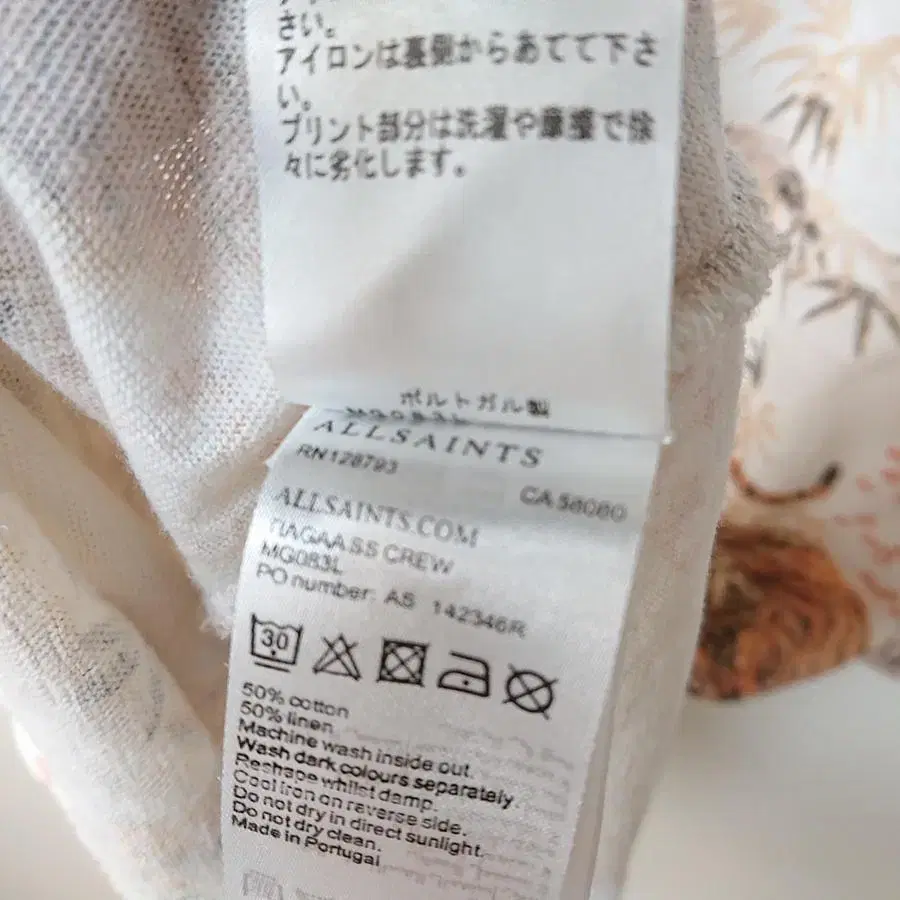 さい。
アイロンは裏側からあてて下さ
い。
プリント部分は洗濯や摩擦で徐
々に劣化します。
ポルトガル製
MG083L
ALLSAINTS
RN128793
CA58080
ALLSAINTS.COM
TIAGAA SS CREW
MG083L
PO number: AS 142346R
30
50% cotton
50% linen
Machine wash inside out.
Wash dark colours separately.
Reshape whilst damp.
Cool iron on reverse side.
Do not dry in direct sunlight.
Do not dry clean.
Made in Portugal